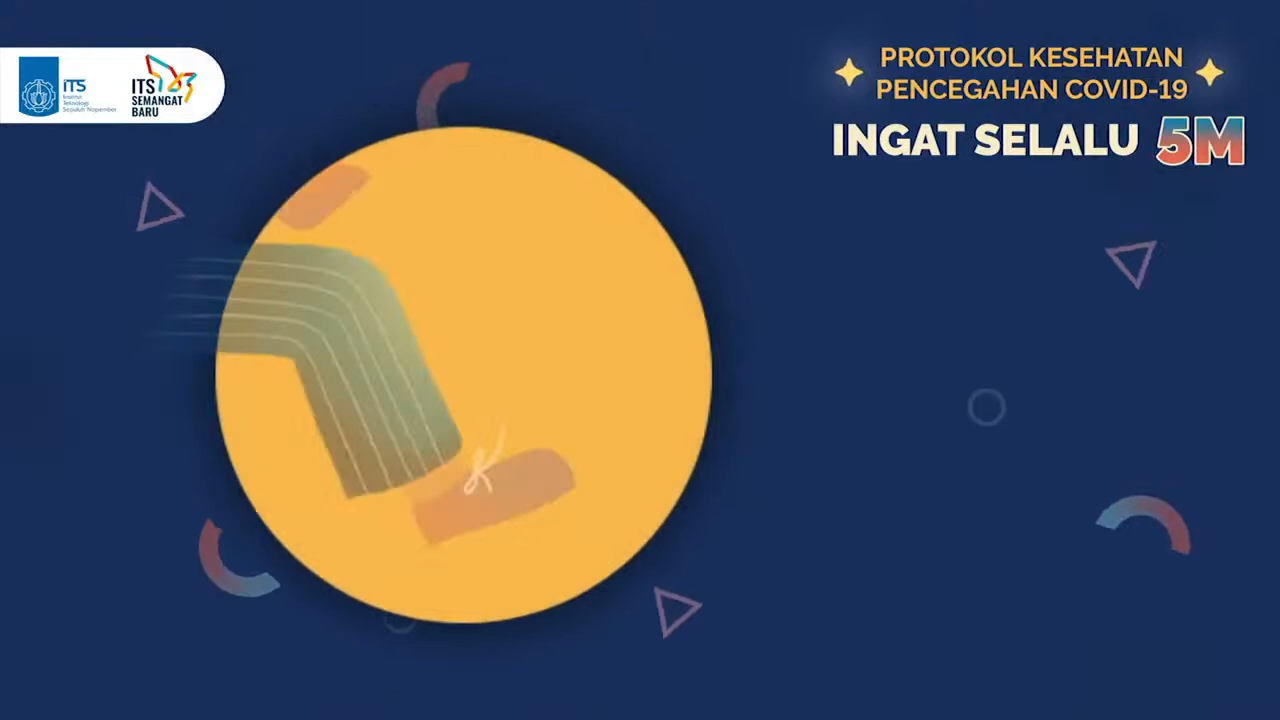 iTS
Institut
Teknologi
Sepuluh Nopember
ITS
SEMANGAT
BARU
PROTOKOL KESEHATAN
PENCEGAHAN COVID-19
INGAT SELALU 5M